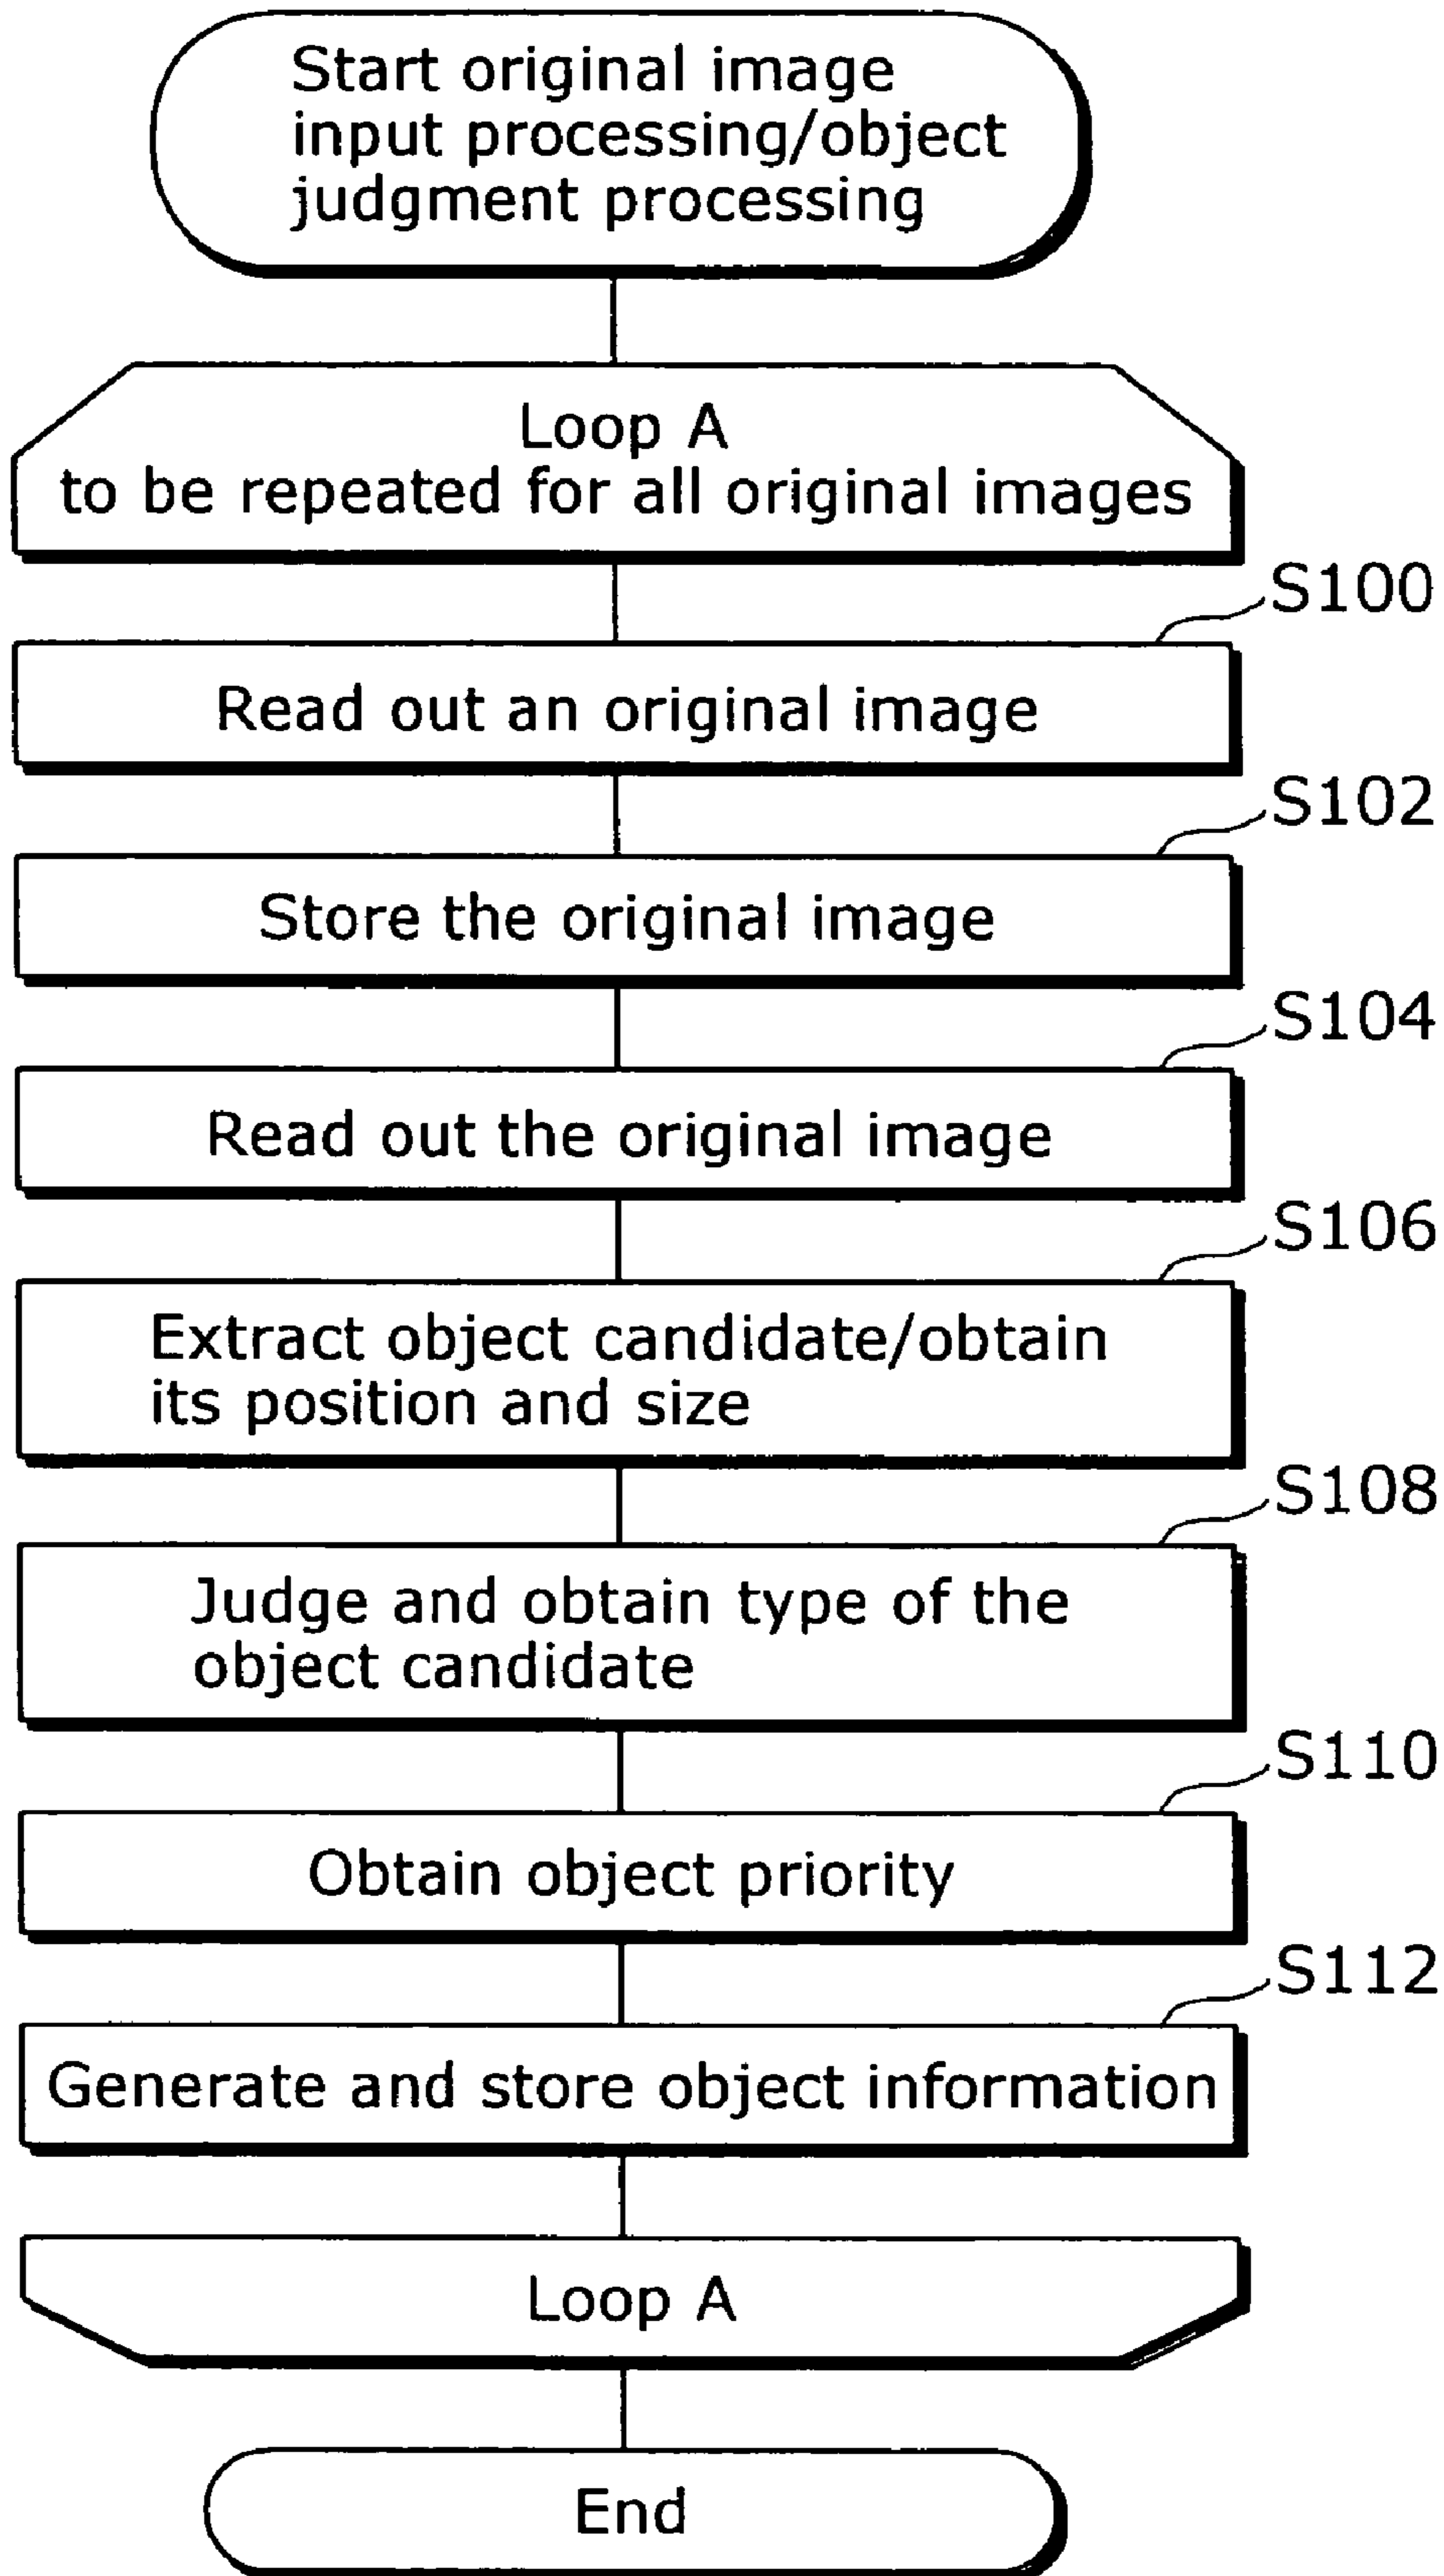 Start original image
input processing/object
judgment processing
Loop A
to be repeated for all original images
S100
Read out an original image
S102
Store the original image
S104
Read out the original image
S106
Extract object candidate/obtain
its position and size
S108
Judge and obtain type of the
object candidate
S110
Obtain object priority
S112
Generate and store object information
Loop A
End